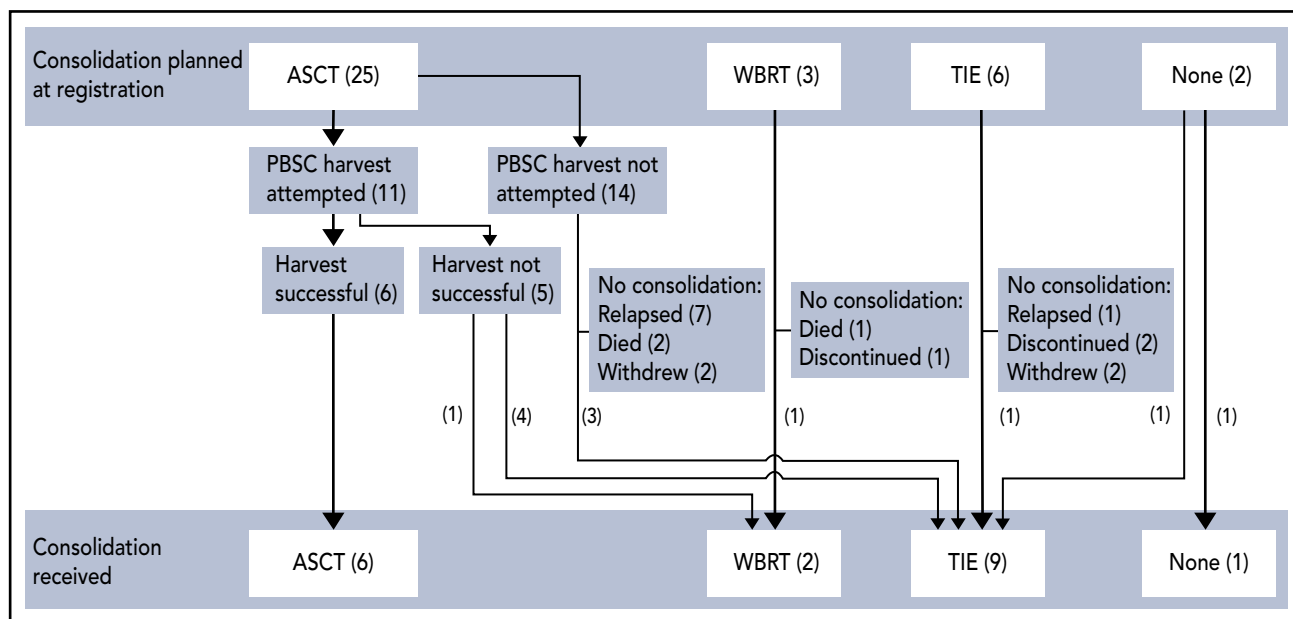 Consolidation planned
at registration
ASCT (25)
WBRT (3)
TIE (6)
None (2)
PBSC harvest
attempted (11)
PBSC harvest not
attempted (14)
Harvest
successful (6)
Harvest not
successful (5)
No consolidation:
Relapsed (7)
Died (2)
Withdrew (2)
No consolidation:
Died (1)
Discontinued (1)
No consolidation:
Relapsed (1)
Discontinued (2)
Withdrew (2)
(1)
(4)
(3)
(1)
(1)
(1)
(1)
Consolidation
received
ASCT (6)
WBRT (2)
TIE (9)
None (1)